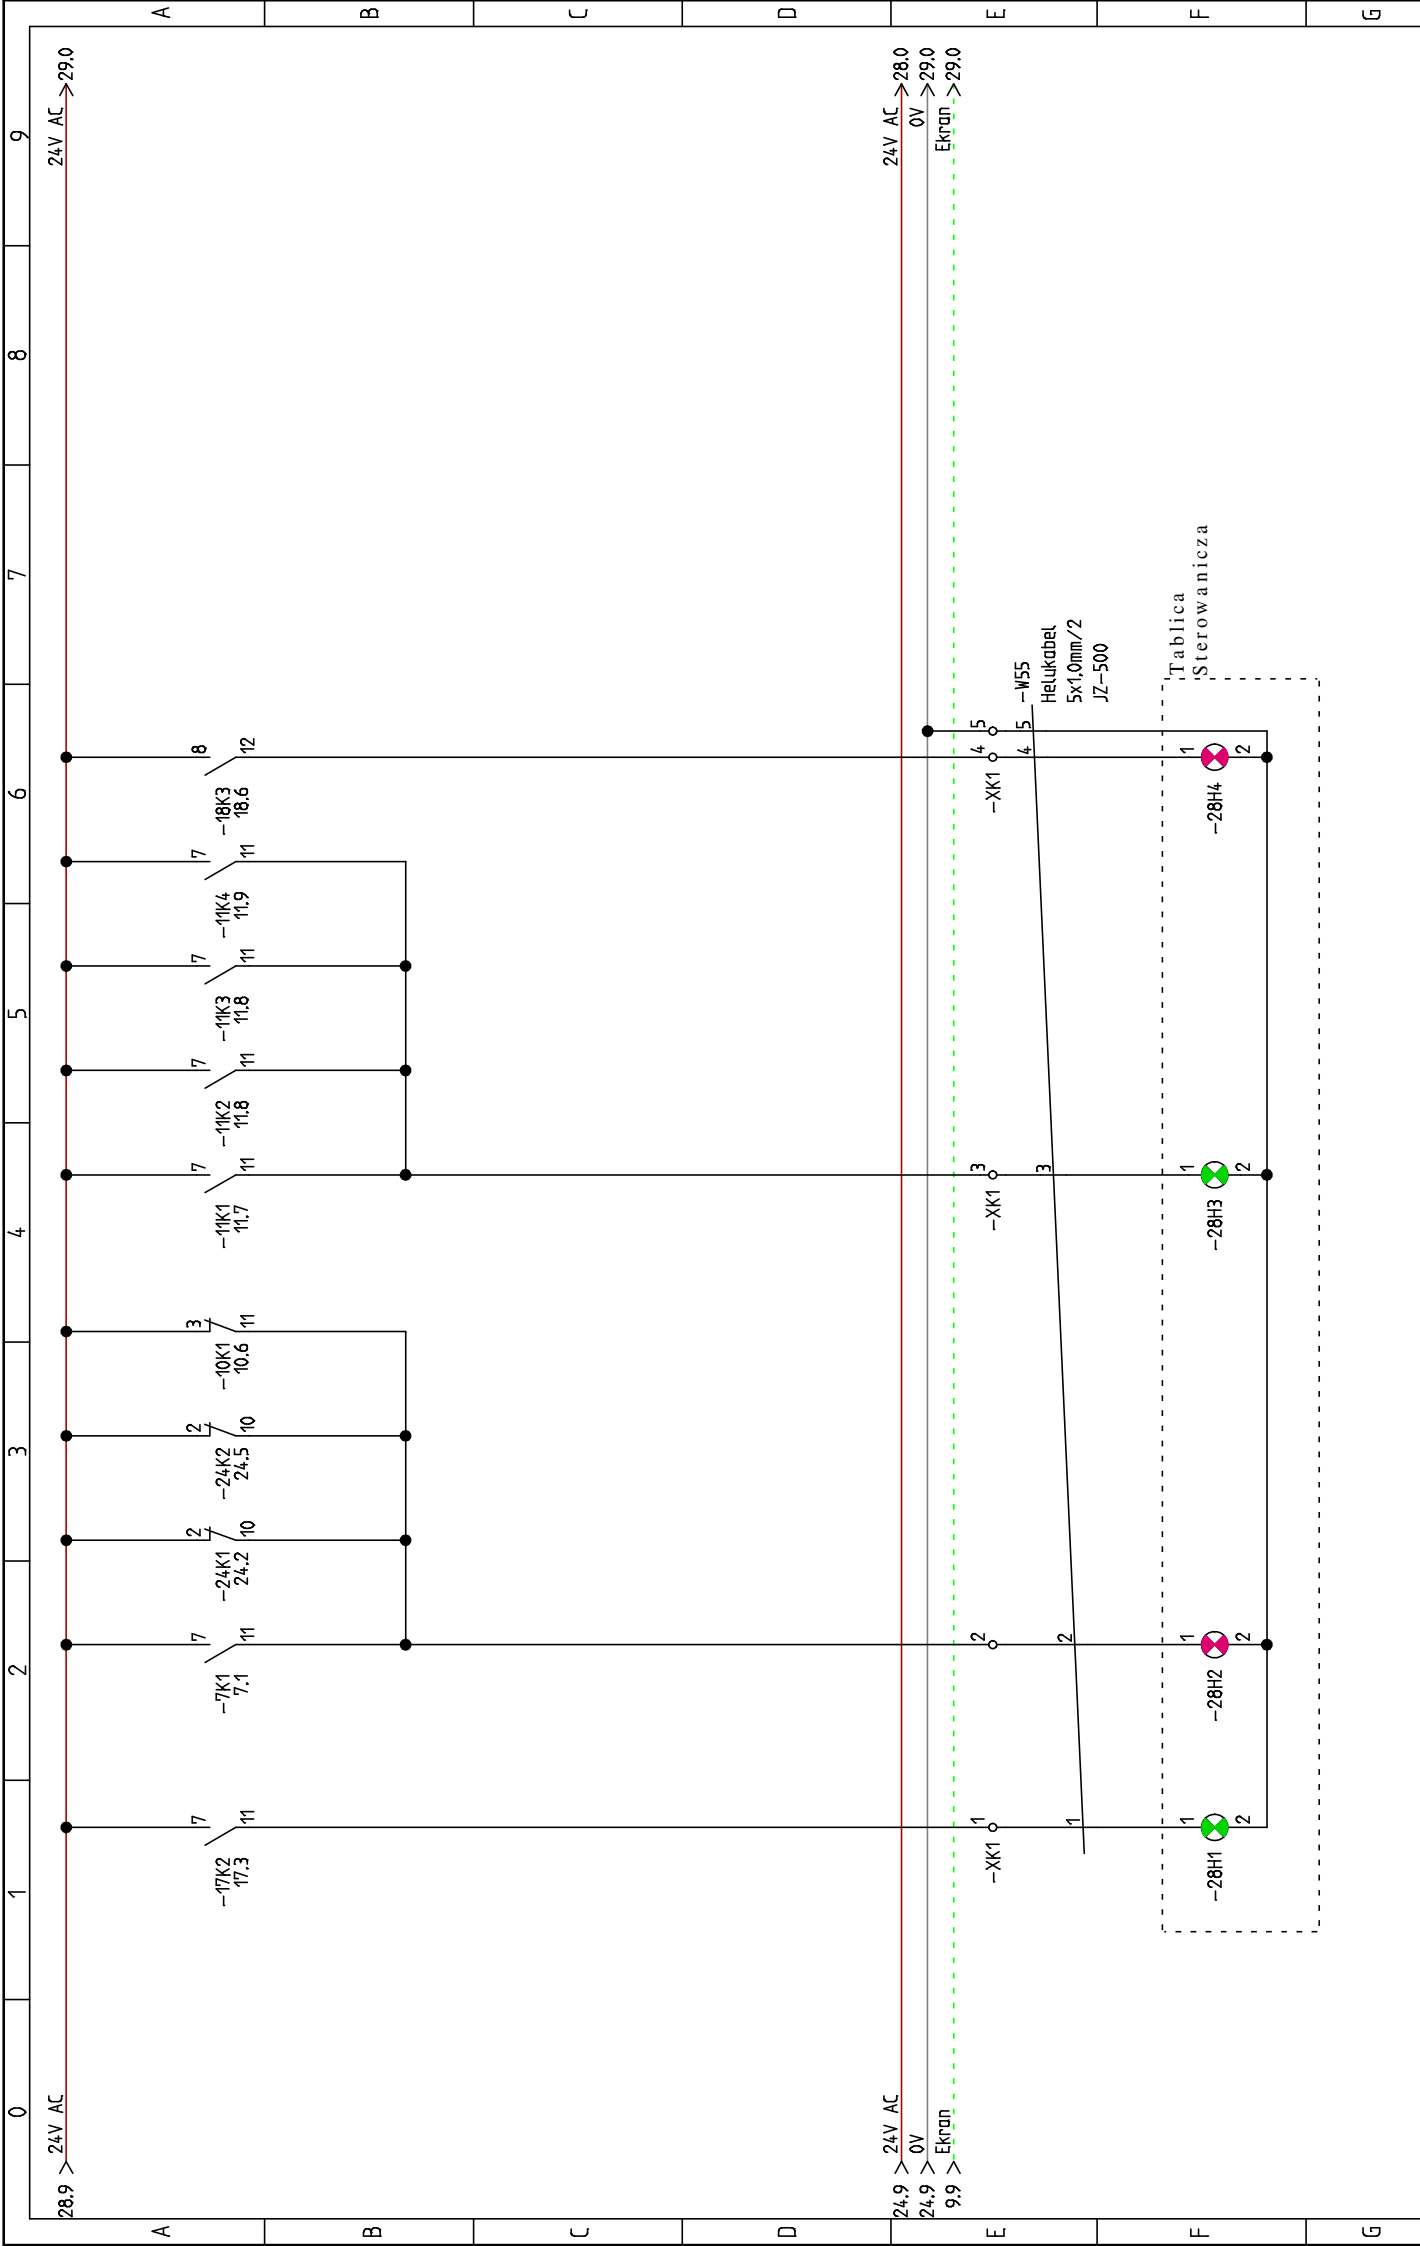 0 1 2 3 4 5 6 7 8 9
A
28.9
24V AC
24V AC
29.0
A
7
8
7
2
2
3
7
7
7
7
11
11
10
10
11
11
11
11
11
12
-17K2
17.3
-7K1
7.1
-24K1
24.2
-24K2
24.5
-10K1
10.6
-11K1
11.7
-11K2
11.8
-11K3
11.8
-11K4
11.9
-18K3
18.6
B
B
C
C
D
D
24.9
24V AC
24V AC
28.0
24.9
0V
0V
29.0
9.9
Ekran
Ekran
29.0
E
E
-XK1
1
2
-XK1
3
-XK1
4
5
1
2
3
4
5
-W55
Helukabel
5x1,0mm/2
JZ-500
Tablica
Sterowanicza
F
F
-28H1
1
2
-28H2
1
2
-28H3
1
2
-28H4
1
2
G
G